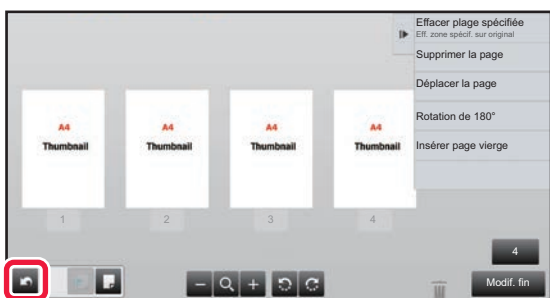 Effacer plage spécifiée
Eff. zone spécif. sur original
Supprimer la page
Déplacer la page
Rotation de 180°
Insérer page vierge
A4
Thumbnail
A4
Thumbnail
A4
Thumbnail
A4
Thumbnail
1
2
3
4
4
Modif. fin